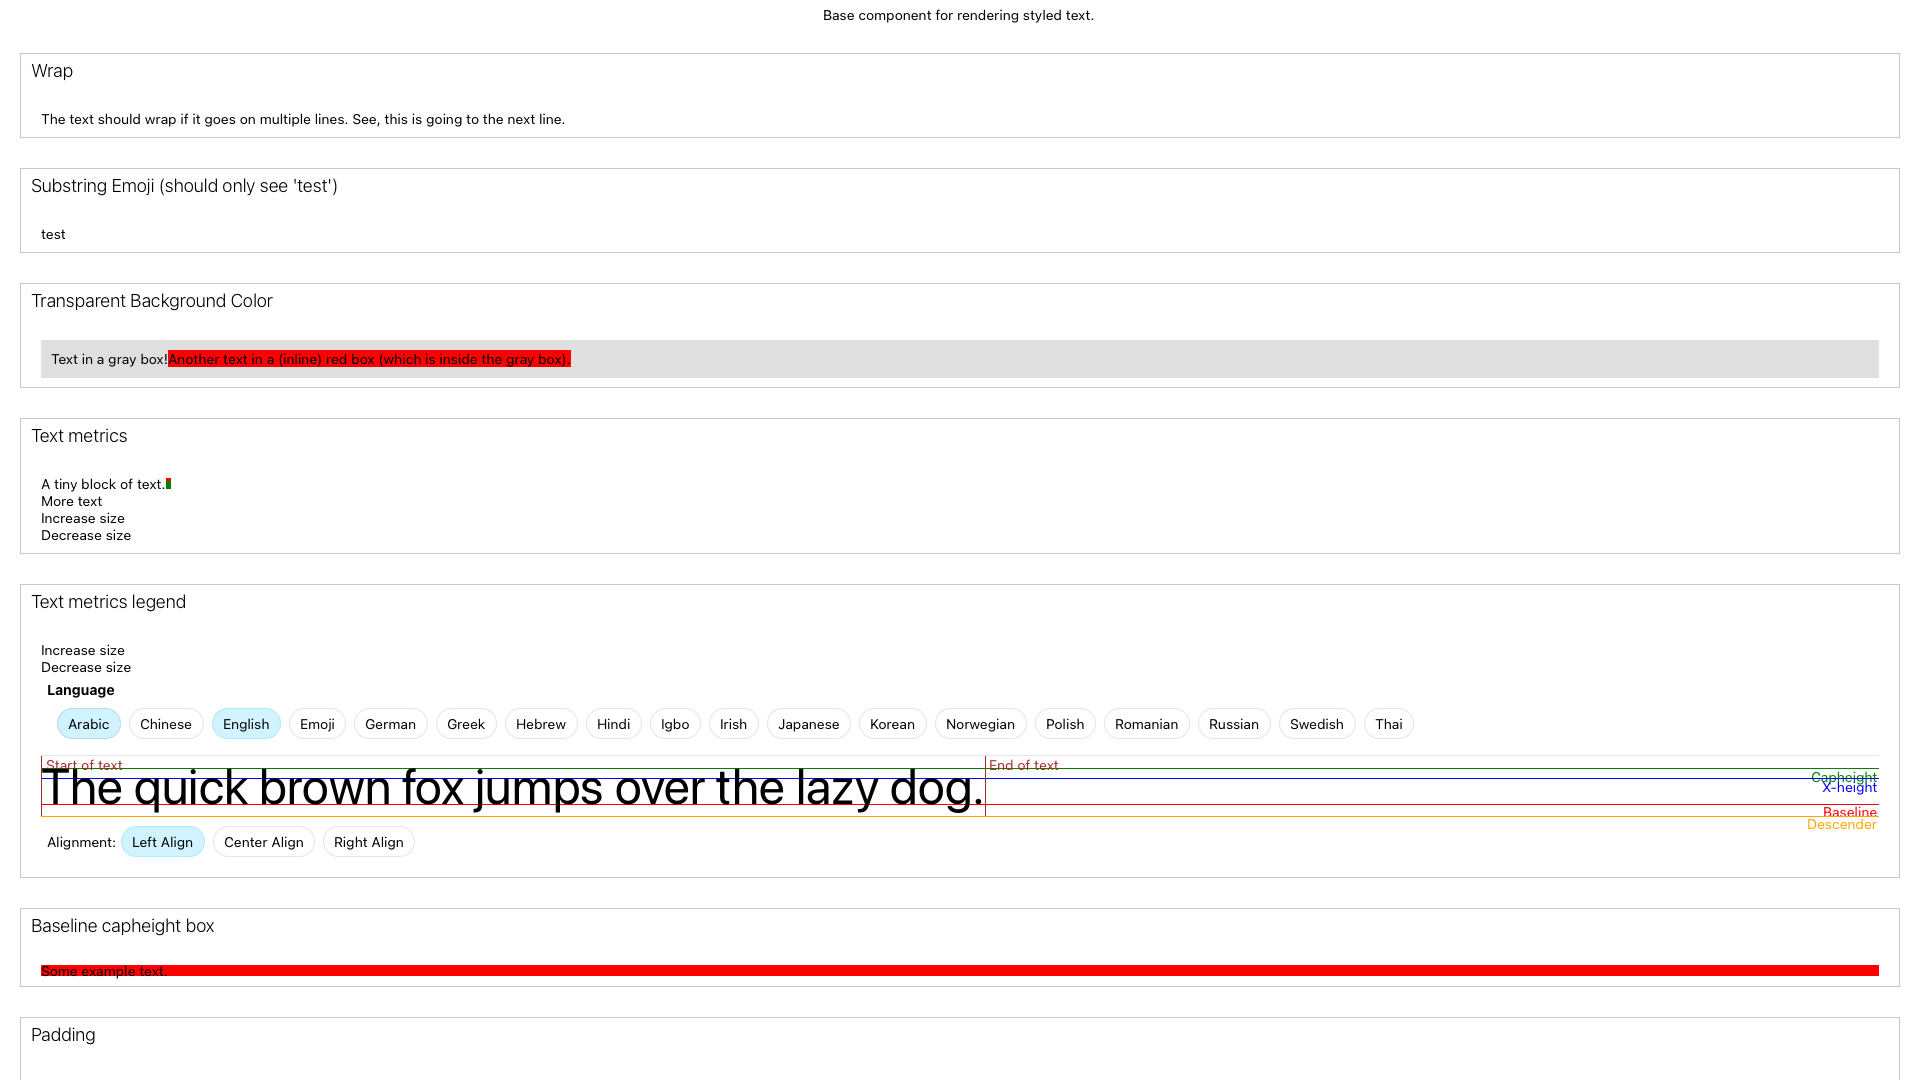 Base component for rendering styled text.
Wrap
The text should wrap if it goes on multiple lines. See, this is going to the next line.
Substring Emoji (should only see 'test')
test
Transparent Background Color
Text in a gray box!Another text in a (inline) red box (which is inside the gray box).
Text metrics
A tiny block of text.
More text
Increase size
Decrease size
Text metrics legend
Increase size
Decrease size
Language
Arabic Chinese English Emoji German Greek Hebrew Hindi Igbo Irish Japanese Korean Norwegian Polish Romanian Russian Swedish Thai
Start of text End of text
The quick brown fox jumps over the lazy dog.
Capheight
X-height
Baseline
Descender
Alignment: Left Align Center Align Right Align
Baseline capheight box
Some example text.
Padding